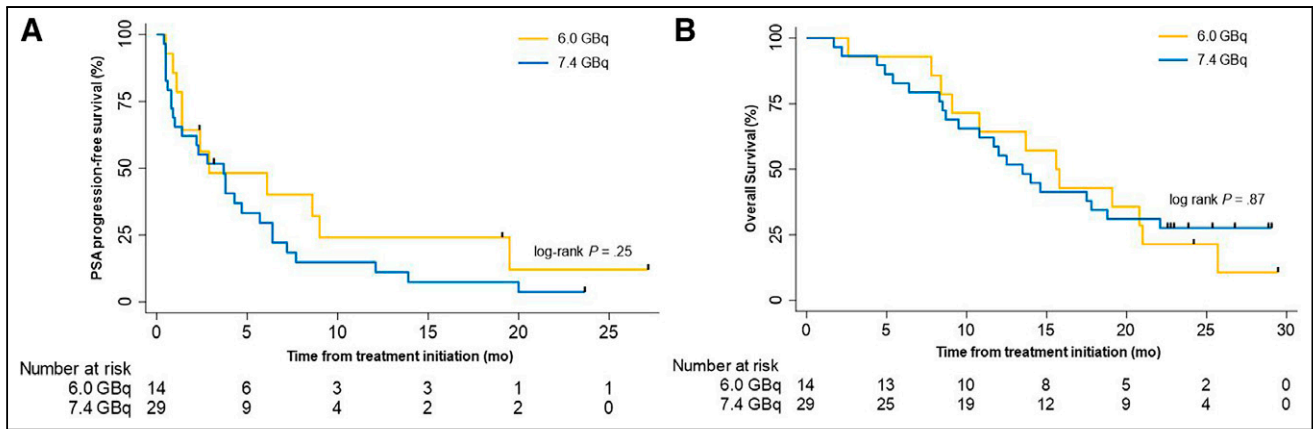 A
PSA progression-free survival (%)
100
75
50
25
0
6.0 GBq
7.4 GBq
log-rank P = .25
0 5 10 15 20 25
Time from treatment initiation (mo)
Number at risk
6.0 GBq 14 6 3 3 1 1
7.4 GBq 29 9 4 2 2 0
B
Overall Survival (%)
100
75
50
25
0
6.0 GBq
7.4 GBq
log rank P = .87
0 5 10 15 20 25 30
Time from treatment initiation (mo)
Number at risk
6.0 GBq 14 13 10 8 5 2 0
7.4 GBq 29 25 19 12 9 4 0